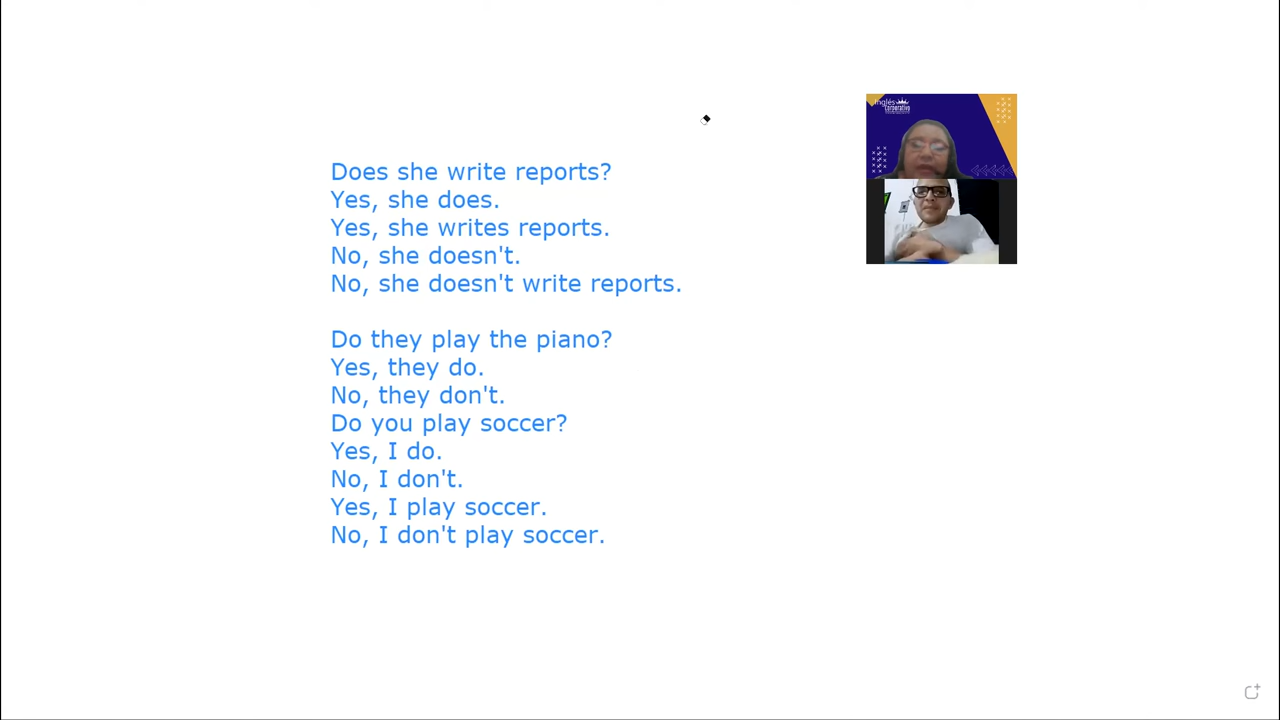 Does she write reports?
Yes, she does.
Yes, she writes reports.
No, she doesn't.
No, she doesn't write reports.
Do they play the piano?
Yes, they do.
No, they don't.
Do you play soccer?
Yes, I do.
No, I don't.
Yes, I play soccer.
No, I don't play soccer.
Inglés
Corporativo